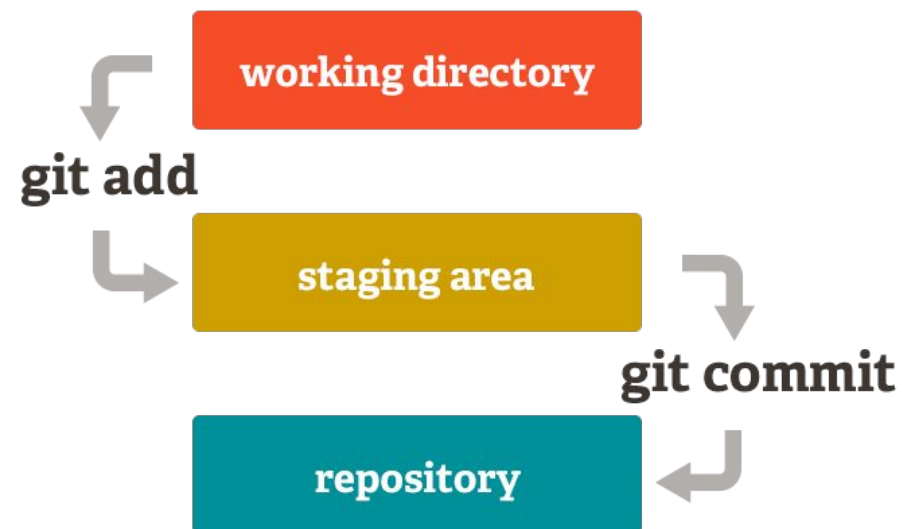 working directory
git add
staging area
git commit
repository